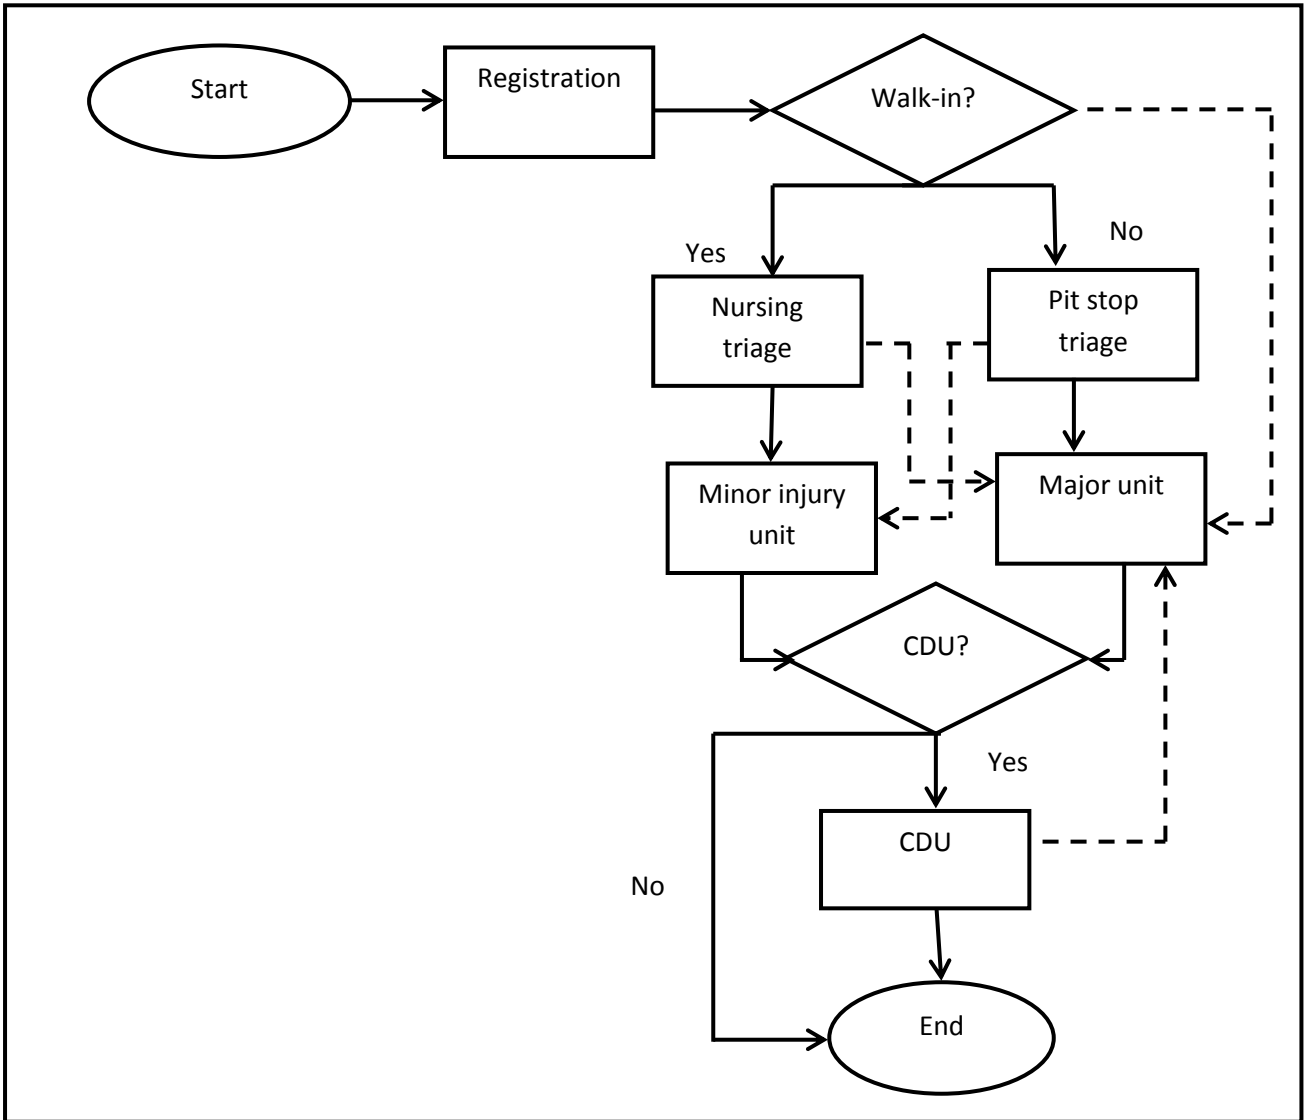 Start
Registration
Walk-in?
No
Yes
Nursing
triage
Pit stop
triage
Minor injury
unit
Major unit
CDU?
Yes
CDU
No
End